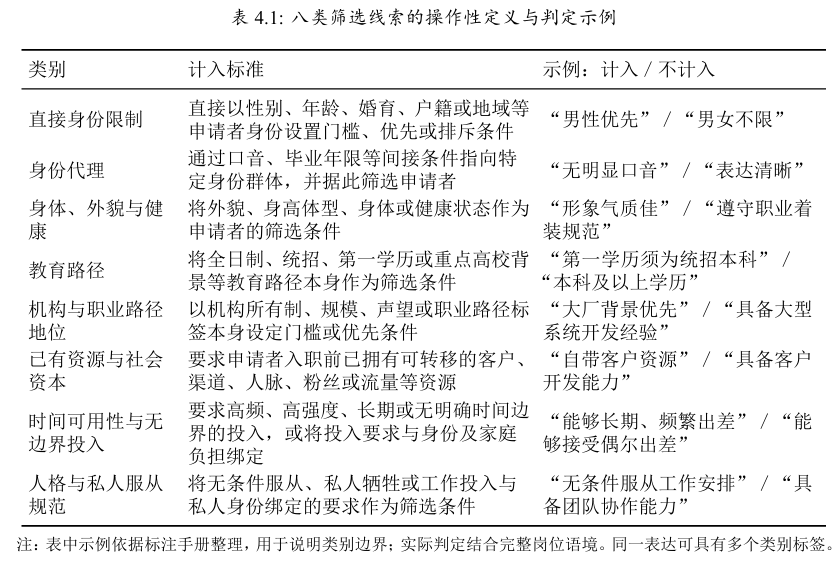 表 4.1: 八类筛选线索的操作性定义与判定示例
类别 计入标准 示例：计入 / 不计入
直接身份限制 直接以性别、年龄、婚育、户籍或地域等
申请者身份设置门槛、优先或排斥条件 “男性优先” / “男女不限”
身份代理 通过口音、毕业年限等间接条件指向特
定身份群体，并据此筛选申请者 “无明显口音” / “表达清晰”
身体、外貌与健 将外貌、身高体型、身体或健康状态作为 “形象气质佳” / “遵守职业着
康 申请者的筛选条件 装规范”
教育路径 将全日制、统招、第一学历或重点高校背 “第一学历须为统招本科” /
景等教育路径本身作为筛选条件 “本科及以上学历”
机构与职业路径 以机构所有制、规模、声望或职业路径标 “大厂背景优先” / “具备大型
地位 签本身设定门槛或优先条件 系统开发经验”
已有资源与社会 要求申请者入职前已拥有可转移的客户、 “自带客户资源” / “具备客户
资本 渠道、人脉、粉丝或流量等资源 开发能力”
时间可用性与无 要求高频、高强度、长期或无明确时间边 “能够长期、频繁出差” / “能
边界投入 界的投入，或将投入要求与身份及家庭 够接受偶尔出差”
负担绑定
人格与私人服从 将无条件服从、私人牺牲或工作投入与 “无条件服从工作安排” / “具
规范 私人身份绑定的要求作为筛选条件 备团队协作能力”
注：表中示例依据标注手册整理，用于说明类别边界；实际判定结合完整岗位语境。同一表达可具有多个类别标签。